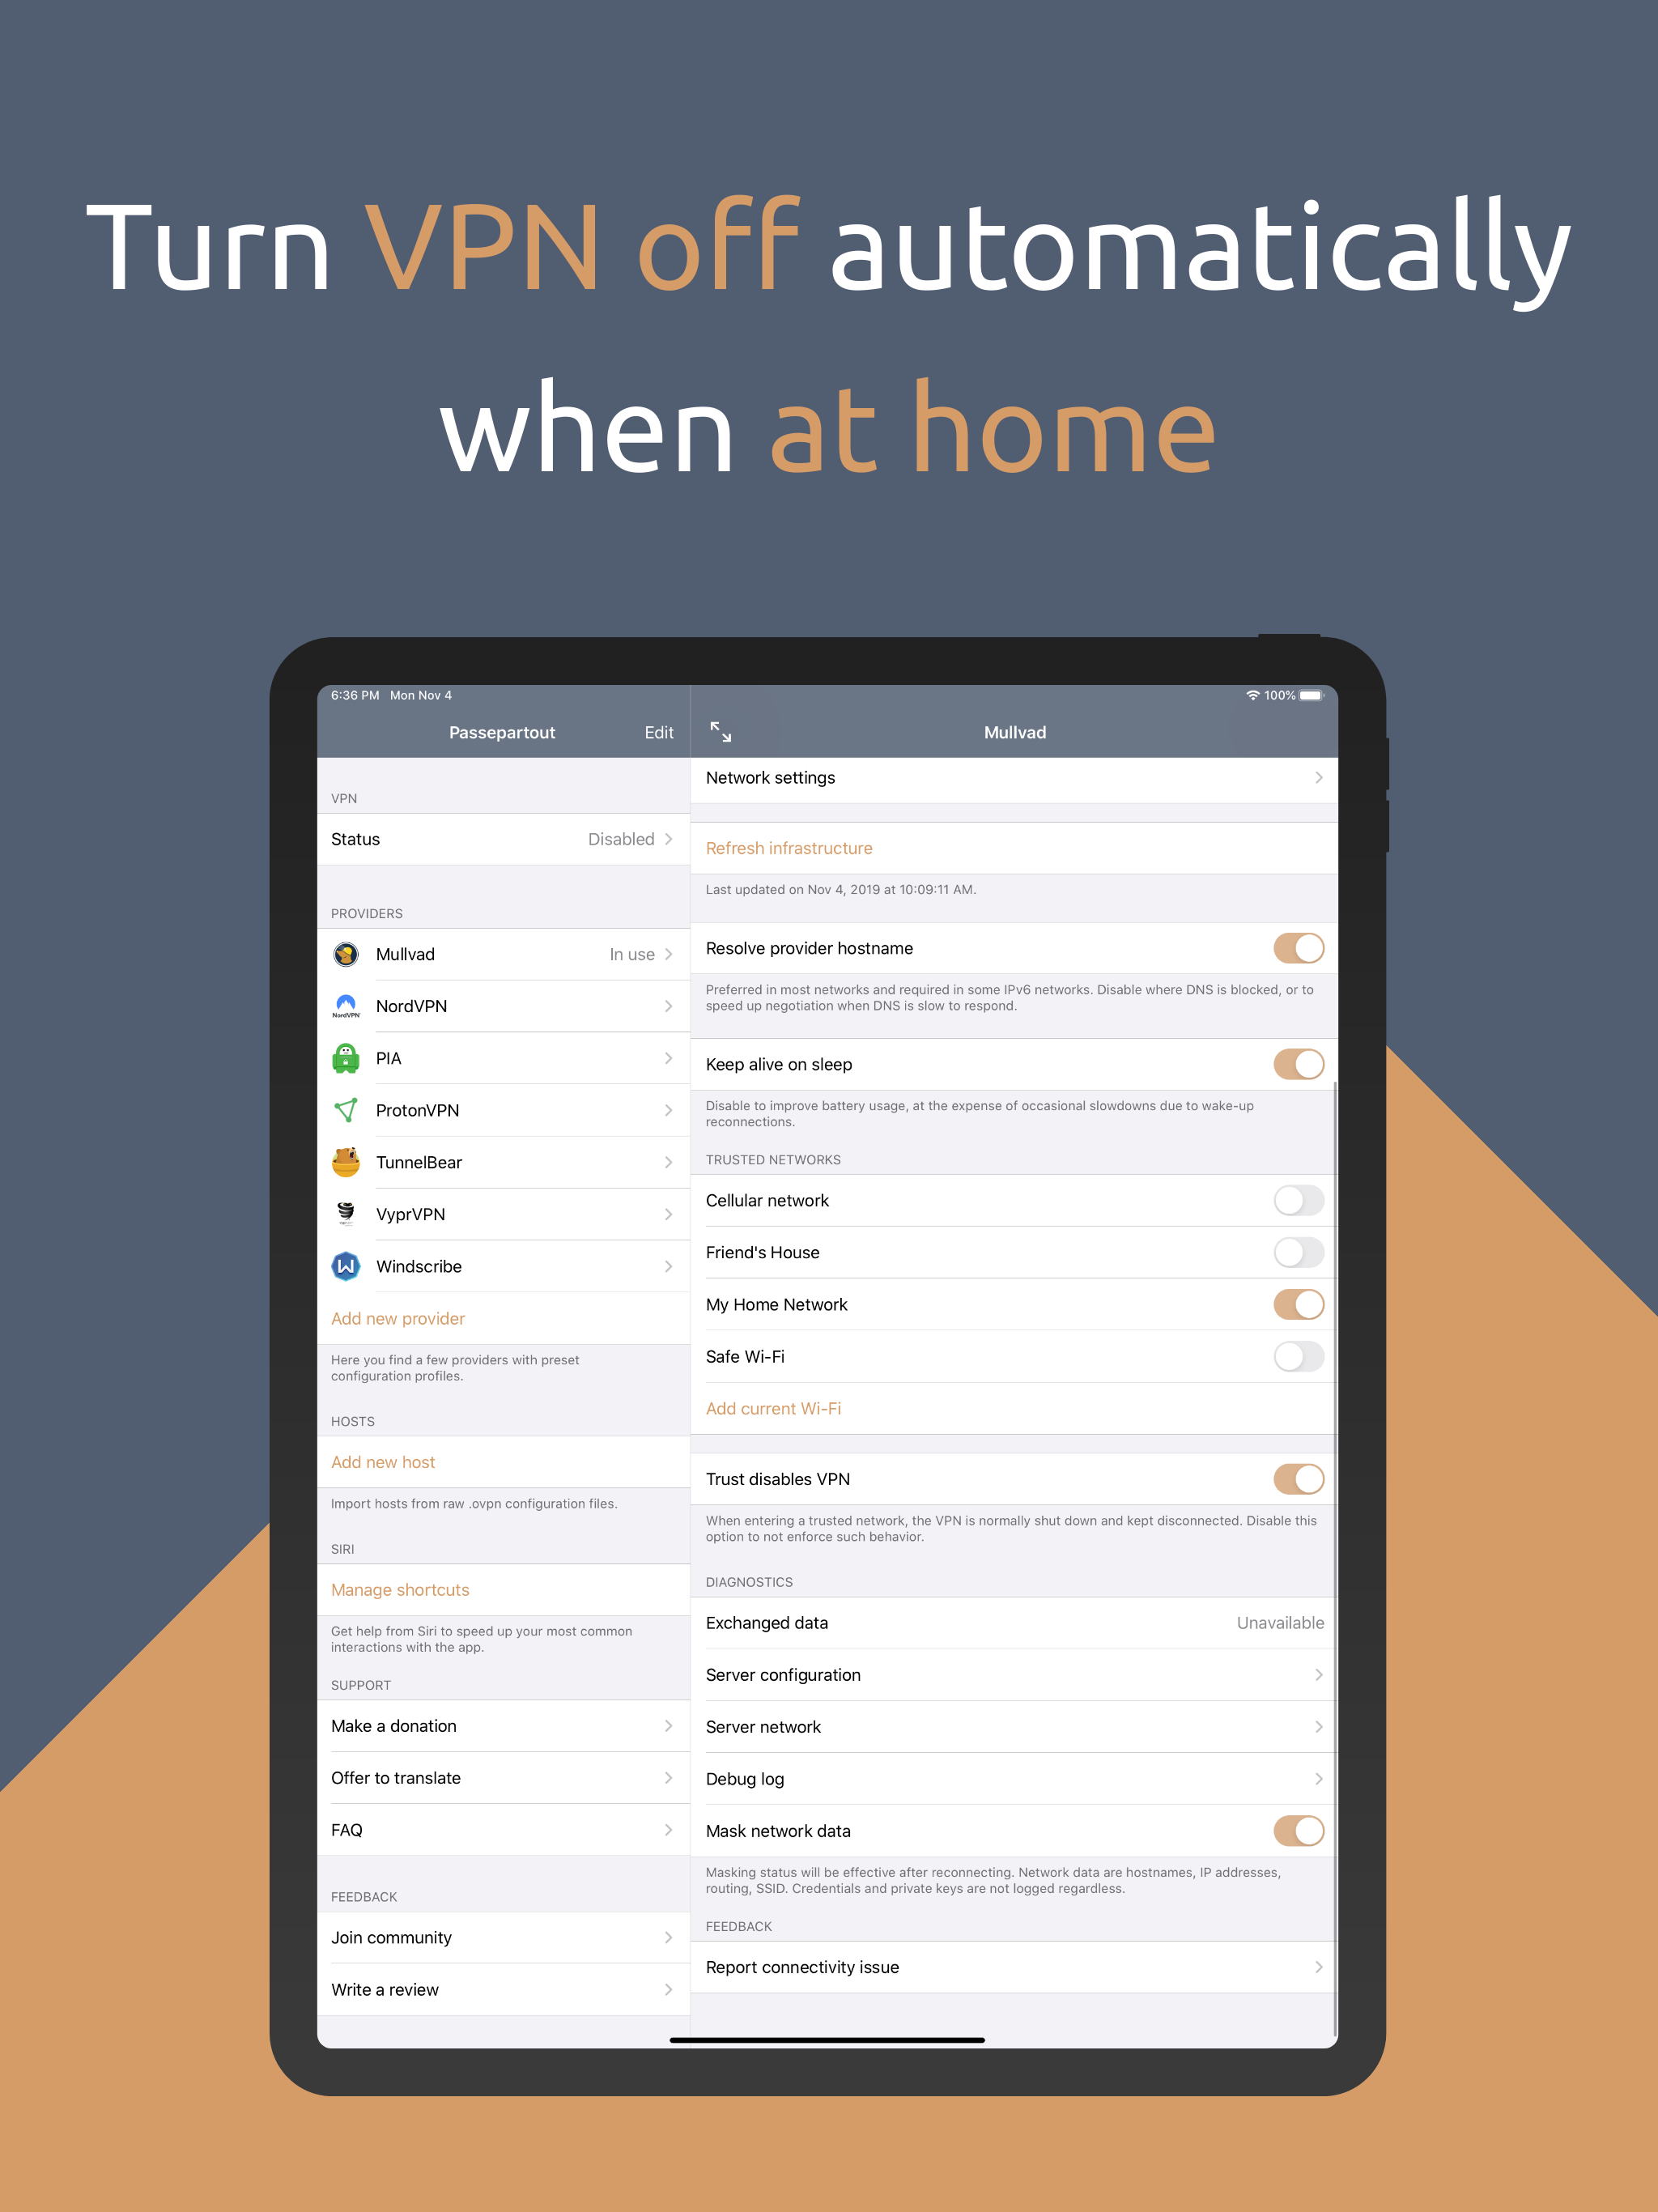 Turn VPN off automatically
when at home
6:36 PM Mon Nov 4
100%
Passepartout
Edit
Mullvad
VPN
Status
Disabled
PROVIDERS
Mullvad
In use
NordVPN
NordVPN
PIA
ProtonVPN
TunnelBear
VyprVPN
Windscribe
Add new provider
Here you find a few providers with preset
configuration profiles.
HOSTS
Add new host
Import hosts from raw .ovpn configuration files.
SIRI
Manage shortcuts
Get help from Siri to speed up your most common
interactions with the app.
SUPPORT
Make a donation
Offer to translate
FAQ
FEEDBACK
Join community
Write a review
Network settings
Refresh infrastructure
Last updated on Nov 4, 2019 at 10:09:11 AM.
Resolve provider hostname
Preferred in most networks and required in some IPv6 networks. Disable where DNS is blocked, or to
speed up negotiation when DNS is slow to respond.
Keep alive on sleep
Disable to improve battery usage, at the expense of occasional slowdowns due to wake-up
reconnections.
TRUSTED NETWORKS
Cellular network
Friend's House
My Home Network
Safe Wi-Fi
Add current Wi-Fi
Trust disables VPN
When entering a trusted network, the VPN is normally shut down and kept disconnected. Disable this
option to not enforce such behavior.
DIAGNOSTICS
Exchanged data
Unavailable
Server configuration
Server network
Debug log
Mask network data
Masking status will be effective after reconnecting. Network data are hostnames, IP addresses,
routing, SSID. Credentials and private keys are not logged regardless.
FEEDBACK
Report connectivity issue